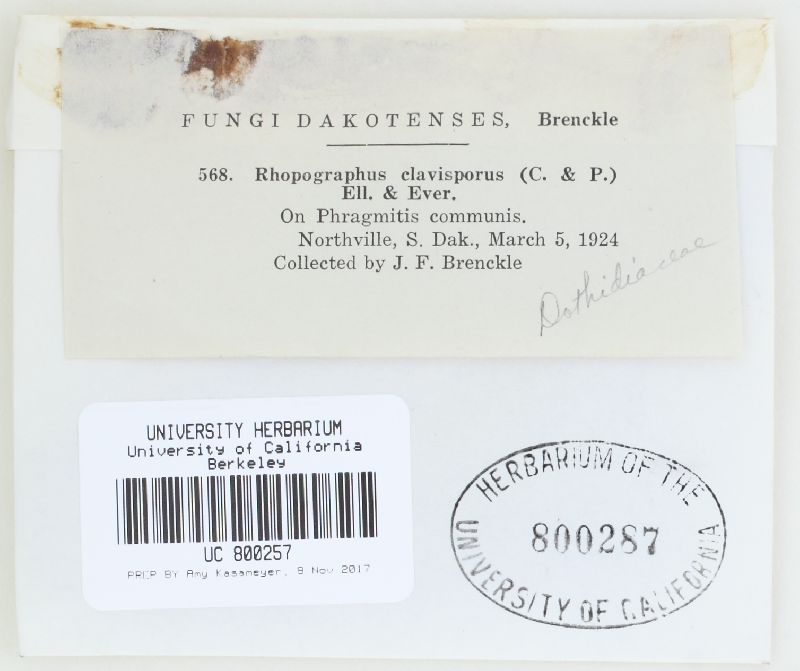 FUNGI DAKOTENSES, Brenckle
568. Rhopographus clavisporus (C. & P.)
Ell. & Ever.
On Phragmitis communis.
Northville, S. Dak., March 5, 1924
Collected by J. F. Brenckle
Dothidiaceae
UNIVERSITY HERBARIUM
University of California
Berkeley
UC 800257
PREP BY Amy Kasameyer, 9 Nov 2017
HERBARIUM OF THE
800287
UNIVERSITY OF CALIFORNIA